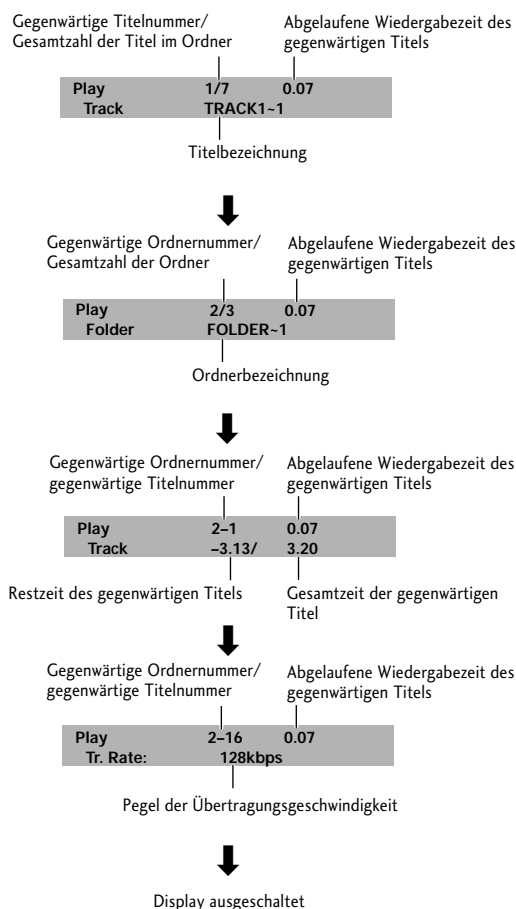 Gegenwärtige Titelnummer/
Gesamtzahl der Titel im Ordner
Abgelaufene Wiedergabezeit des
gegenwärtigen Titels
Play 1/7 0.07
Track TRACK1~1
Titelbezeichnung
Gegenwärtige Ordnernummer/
Gesamtzahl der Ordner
Abgelaufene Wiedergabezeit des
gegenwärtigen Titels
Play 2/3 0.07
Folder FOLDER~1
Ordnerbezeichnung
Gegenwärtige Ordnernummer/
gegenwärtige Titelnummer
Abgelaufene Wiedergabezeit des
gegenwärtigen Titels
Play 2–1 0.07
Track –3.13/ 3.20
Restzeit des gegenwärtigen Titels
Gesamtzeit der gegenwärtigen
Titel
Gegenwärtige Ordnernummer/
gegenwärtige Titelnummer
Abgelaufene Wiedergabezeit des
gegenwärtigen Titels
Play 2–16 0.07
Tr. Rate: 128kbps
Pegel der Übertragungsgeschwindigkeit
Display ausgeschaltet